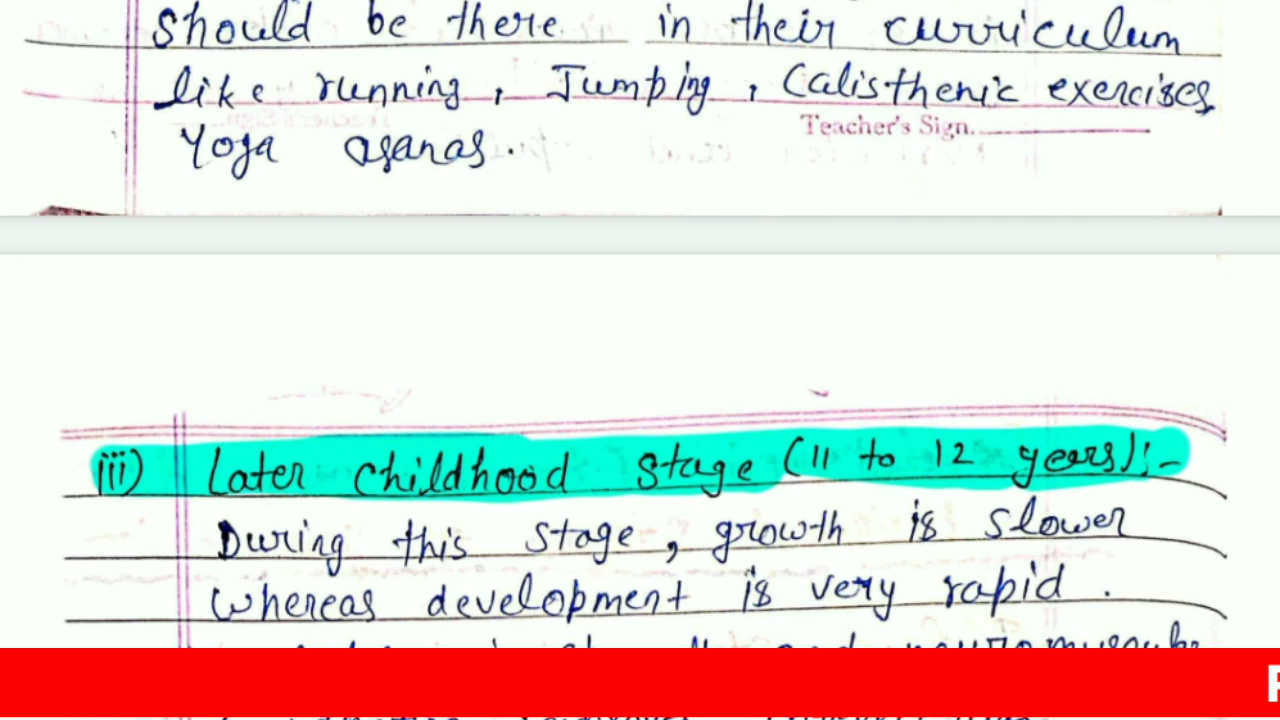 should be there in their curriculum
like running, Jumping, Calisthenic exercises
Teacher's Sign.
Yoga asanas.
iii) Later childhood stage (11 to 12 years):-
During this stage, growth is slower
whereas development is very rapid.